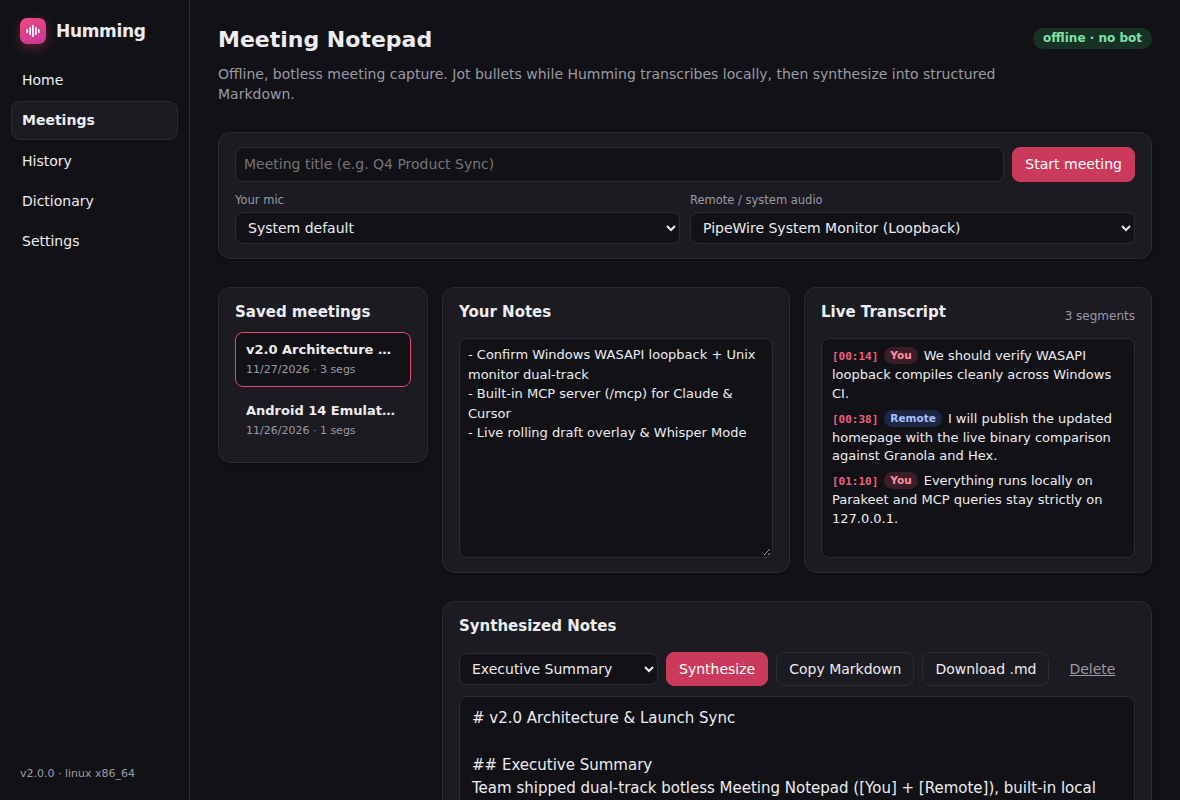 Humming
Home
Meetings
History
Dictionary
Settings
v2.0.0 · linux x86_64
Meeting Notepad
offline · no bot
Offline, botless meeting capture. Jot bullets while Humming transcribes locally, then synthesize into structured
Markdown.
Meeting title (e.g. Q4 Product Sync)
Start meeting
Your mic
Remote / system audio
System default
PipeWire System Monitor (Loopback)
Saved meetings
v2.0 Architecture …
11/27/2026 · 3 segs
Android 14 Emulat…
11/26/2026 · 1 segs
Your Notes
- Confirm Windows WASAPI loopback + Unix
monitor dual-track
- Built-in MCP server (/mcp) for Claude &
Cursor
- Live rolling draft overlay & Whisper Mode
Live Transcript
3 segments
[00:14] You We should verify WASAPI
loopback compiles cleanly across Windows
CI.
[00:38] Remote I will publish the updated
homepage with the live binary comparison
against Granola and Hex.
[01:10] You Everything runs locally on
Parakeet and MCP queries stay strictly on
127.0.0.1.
Synthesized Notes
Executive Summary
Synthesize
Copy Markdown
Download .md
Delete
# v2.0 Architecture & Launch Sync
## Executive Summary
Team shipped dual-track botless Meeting Notepad ([You] + [Remote]), built-in local